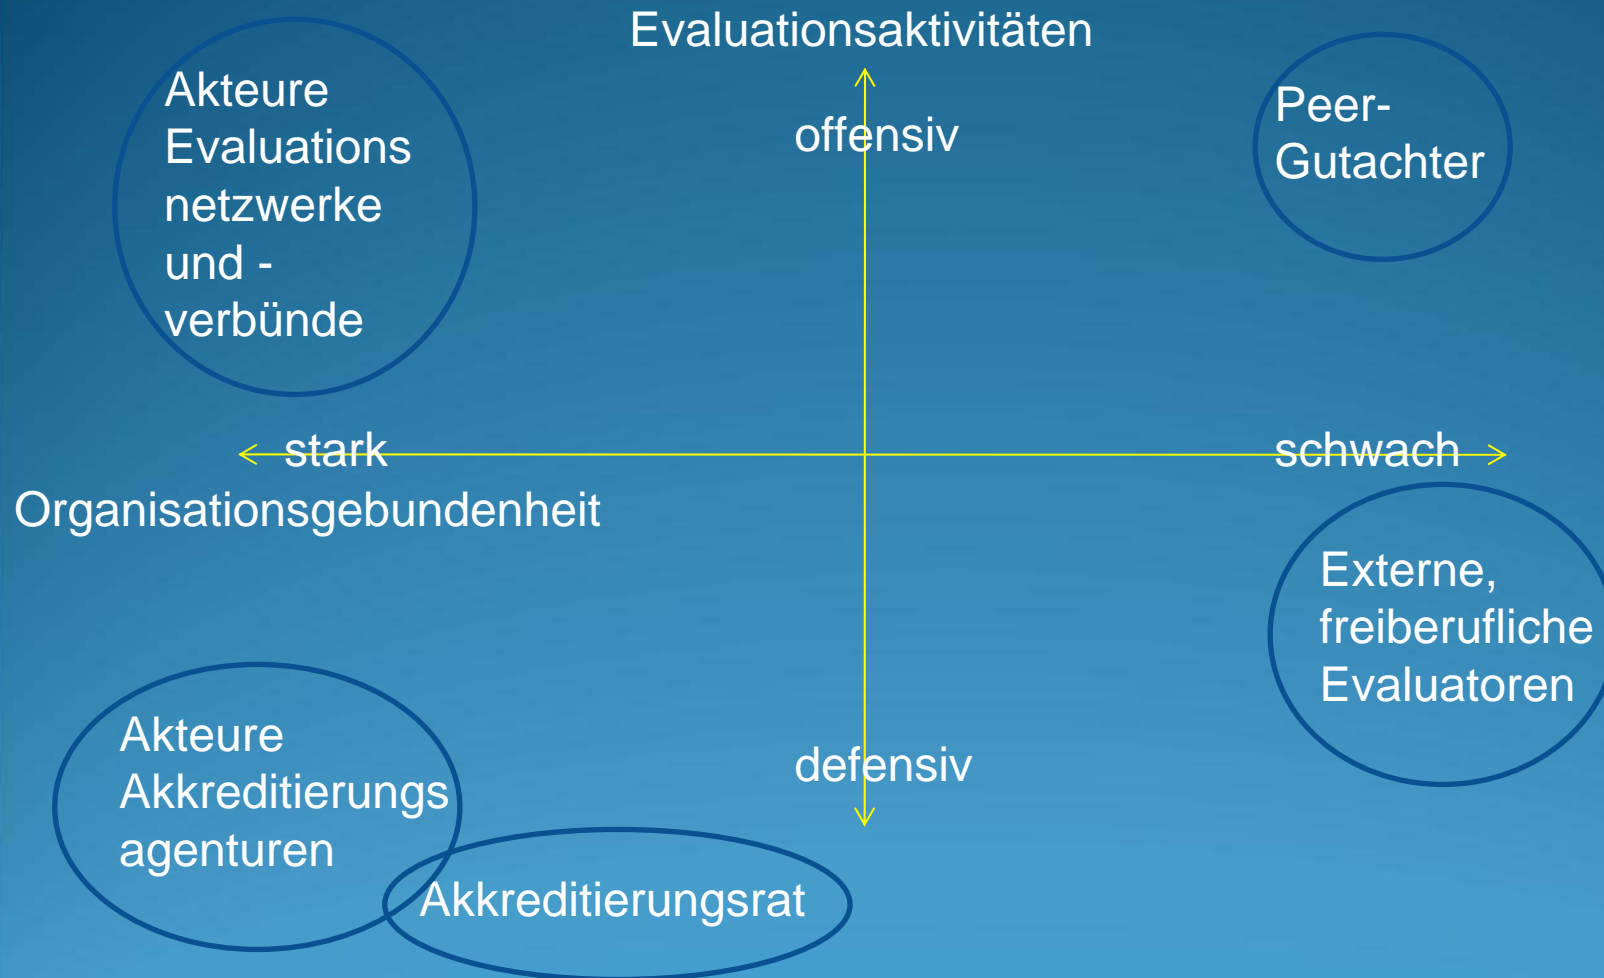 Evaluationsaktivitäten
Akteure
Evaluations
netzwerke
und -
verbünde
offensiv
Peer-
Gutachter
stark
schwach
Organisationsgebundenheit
Externe,
freiberufliche
Evaluatoren
Akteure
Akkreditierungs
agenturen
defensiv
Akkreditierungsrat